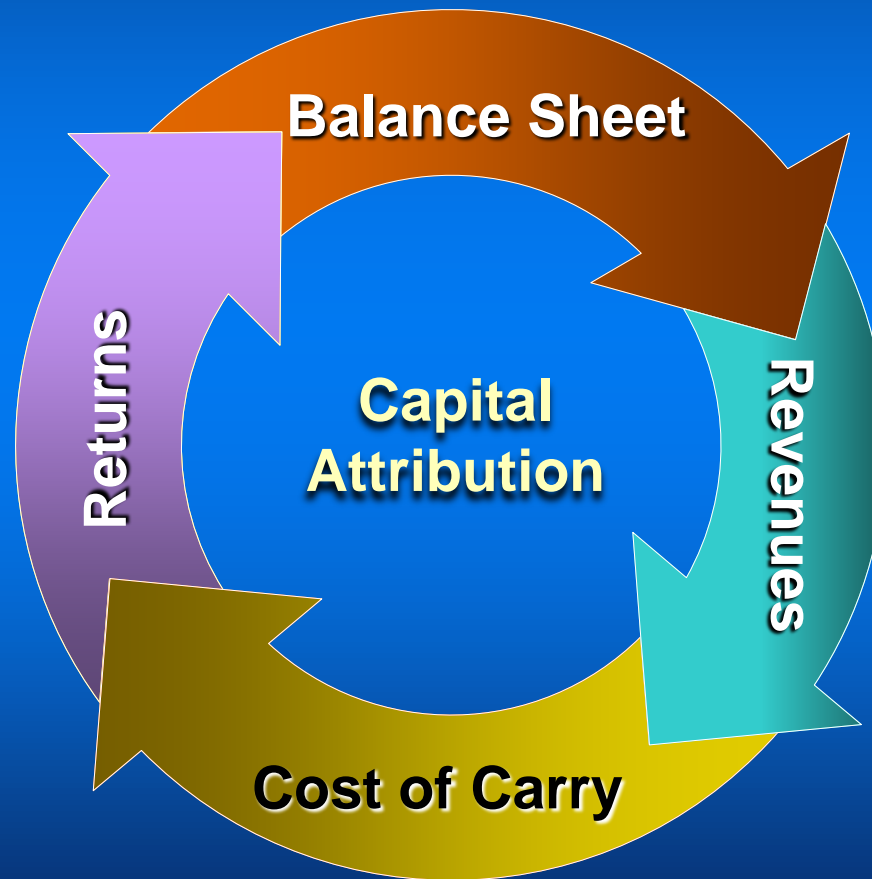 Balance Sheet
Revenues
Cost of Carry
Returns
Capital
Attribution